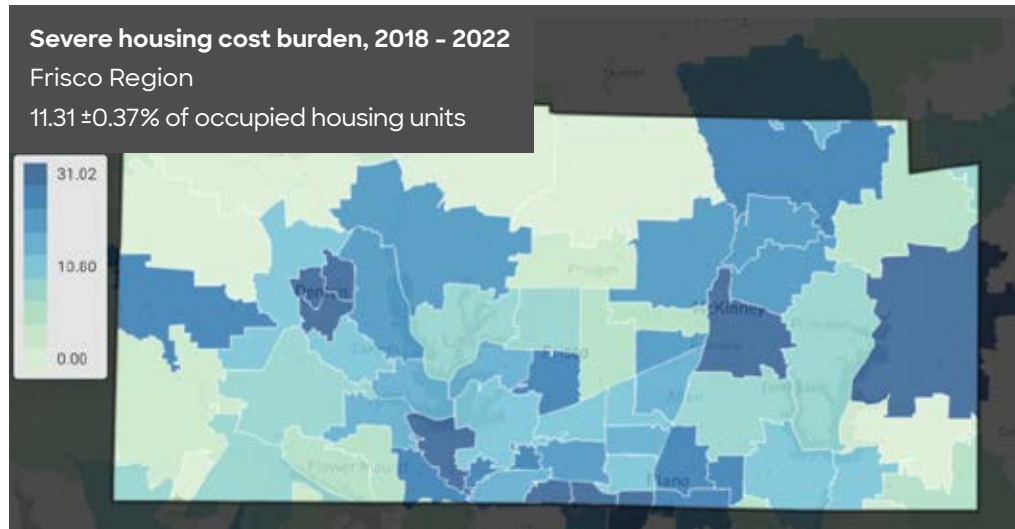 Severe housing cost burden, 2018 - 2022
Frisco Region
11.31 ±0.37% of occupied housing units
31.02
10.80
0.00
Prosper
Denton
McKinney
Frisco
Allen
Flower Mound
Plano